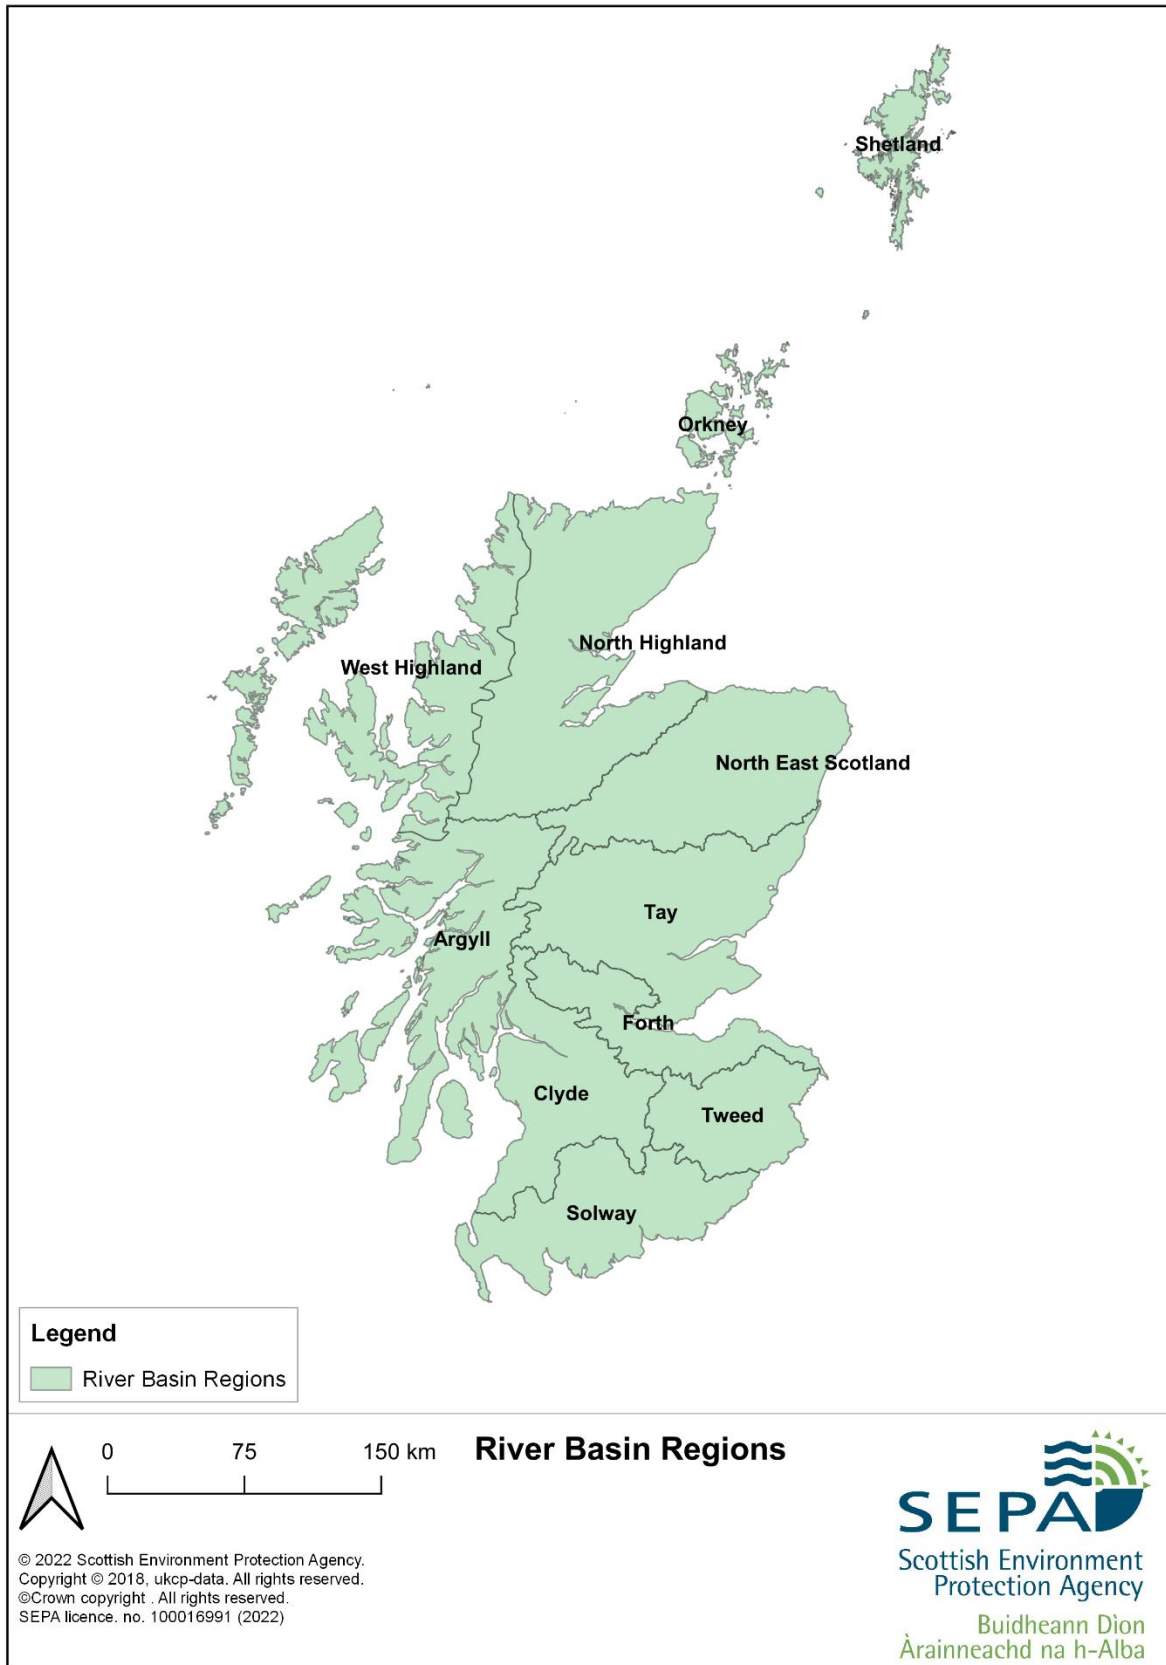 Shetland
Orkney
North Highland
West Highland
North East Scotland
Tay
Argyll
Forth
Clyde
Tweed
Solway
Legend
River Basin Regions
0 75 150 km
River Basin Regions
© 2022 Scottish Environment Protection Agency.
Copyright © 2018, ukcp-data. All rights reserved.
©Crown copyright . All rights reserved.
SEPA licence. no. 100016991 (2022)
SEPA
Scottish Environment
Protection Agency
Buidheann Dìon
Àrainneachd na h-Alba